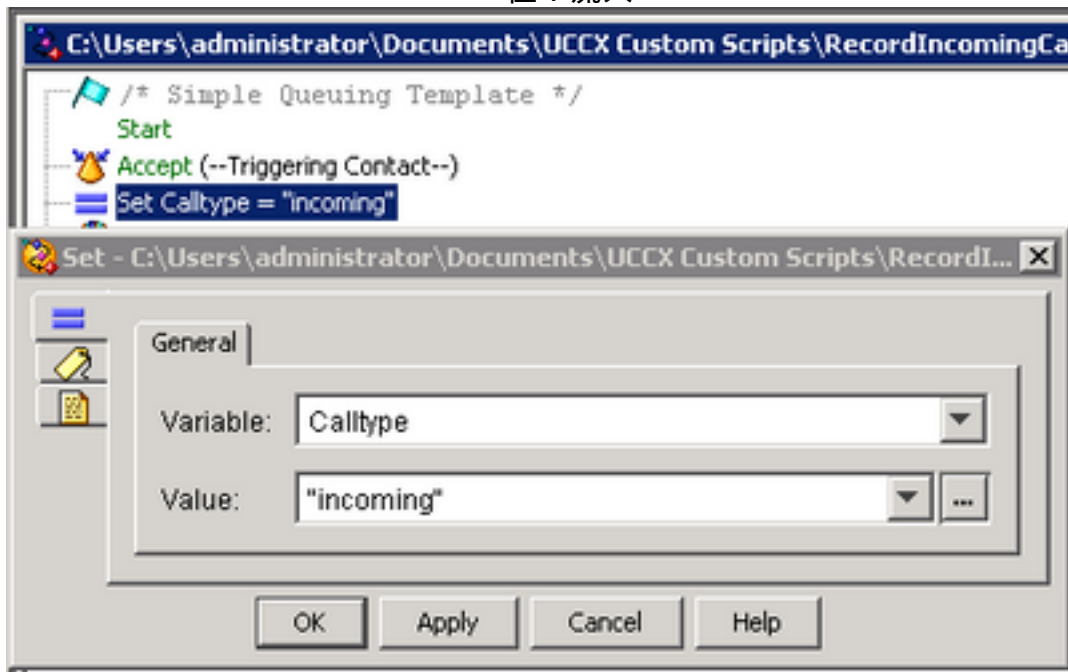 C:\Users\administrator\Documents\UCCX Custom Scripts\RecordIncomingCa
/* Simple Queuing Template */
Start
Accept (--Triggering Contact--)
Set Calltype = "incoming"
Set - C:\Users\administrator\Documents\UCCX Custom Scripts\RecordI...
General
Variable:
Calltype
Value:
"incoming"
...
OK
Apply
Cancel
Help